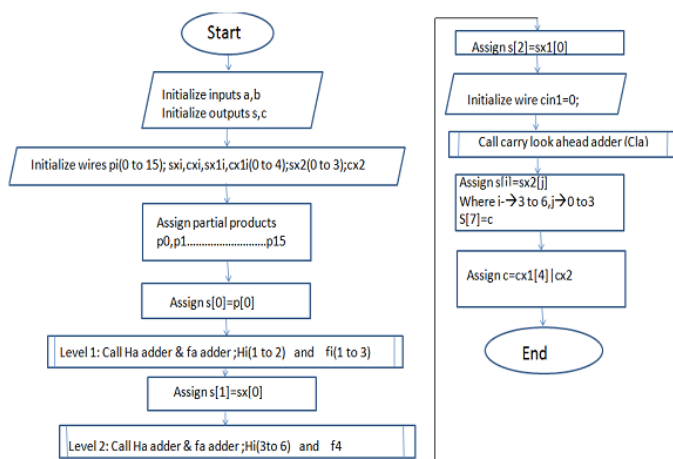 Start
Initialize inputs a,b
Initialize outputs s,c
Initialize wires pi(0 to 15); sxi,cxi,sx1i,cx1i(0 to 4);sx2(0 to 3);cx2
Assign partial products
p0,p1............................p15
Assign s[0]=p[0]
Level 1: Call Ha adder & fa adder ;Hi(1 to 2) and fi(1 to 3)
Assign s[1]=sx[0]
Level 2: Call Ha adder & fa adder ;Hi(3to 6) and f4
Assign s[2]=sx1[0]
Initialize wire cin1=0;
Call carry look ahead adder (Cla)
Assign s[i]=sx2[j]
Where i-→3 to 6,j→0 to3
S[7]=c
Assign c=cx1[4]|cx2
End